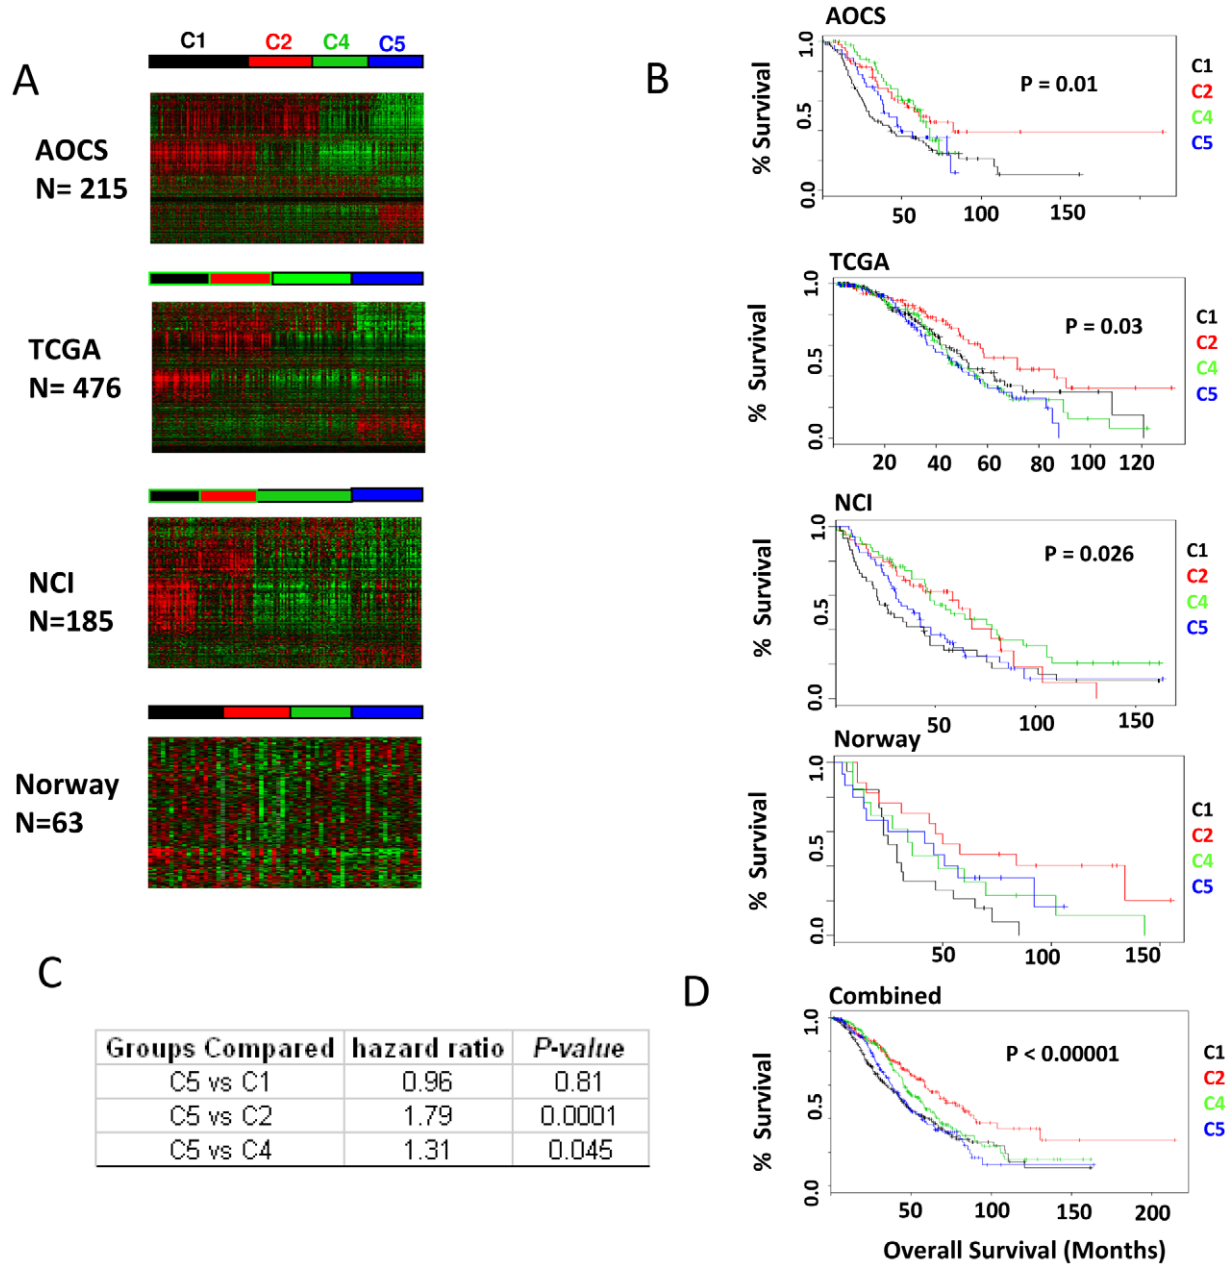 A
C1 C2 C4 C5
AOCS
N= 215
TCGA
N= 476
NCI
N=185
Norway
N=63
B
AOCS
% Survival
1.0
0.5
0.0
P = 0.01
C1
C2
C4
C5
50 100 150
TCGA
% Survival
1.0
0.5
0.0
P = 0.03
C1
C2
C4
C5
20 40 60 80 100 120
NCI
% Survival
1.0
0.5
0.0
P = 0.026
C1
C2
C4
C5
50 100 150
Norway
% Survival
1.0
0.5
0.0
C1
C2
C4
C5
50 100 150
C
Groups Compared hazard ratio P-value
C5 vs C1 0.96 0.81
C5 vs C2 1.79 0.0001
C5 vs C4 1.31 0.045
D
Combined
% Survival
1.0
0.5
0.0
P < 0.00001
C1
C2
C4
C5
50 100 150 200
Overall Survival (Months)